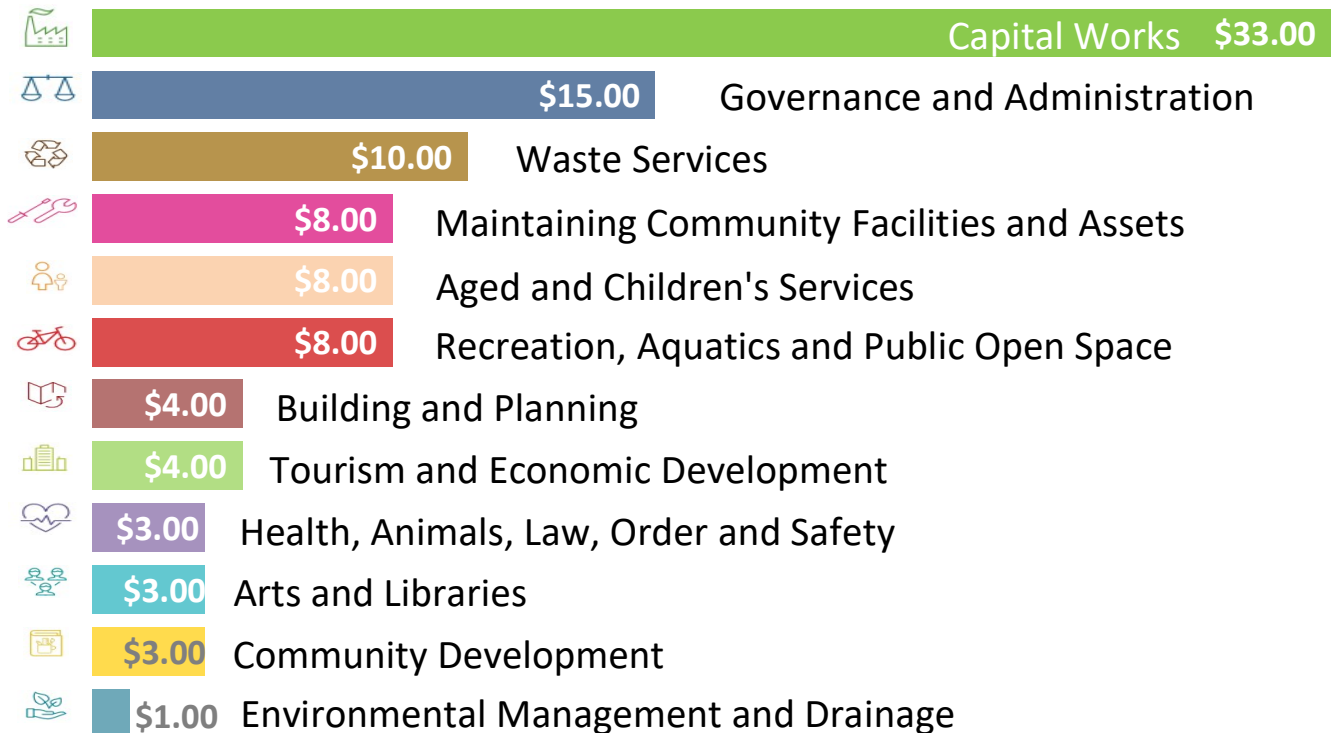 Capital Works $33.00
$15.00 Governance and Administration
$10.00 Waste Services
$8.00 Maintaining Community Facilities and Assets
$8.00 Aged and Children's Services
$8.00 Recreation, Aquatics and Public Open Space
$4.00 Building and Planning
$4.00 Tourism and Economic Development
$3.00 Health, Animals, Law, Order and Safety
$3.00 Arts and Libraries
$3.00 Community Development
$1.00 Environmental Management and Drainage